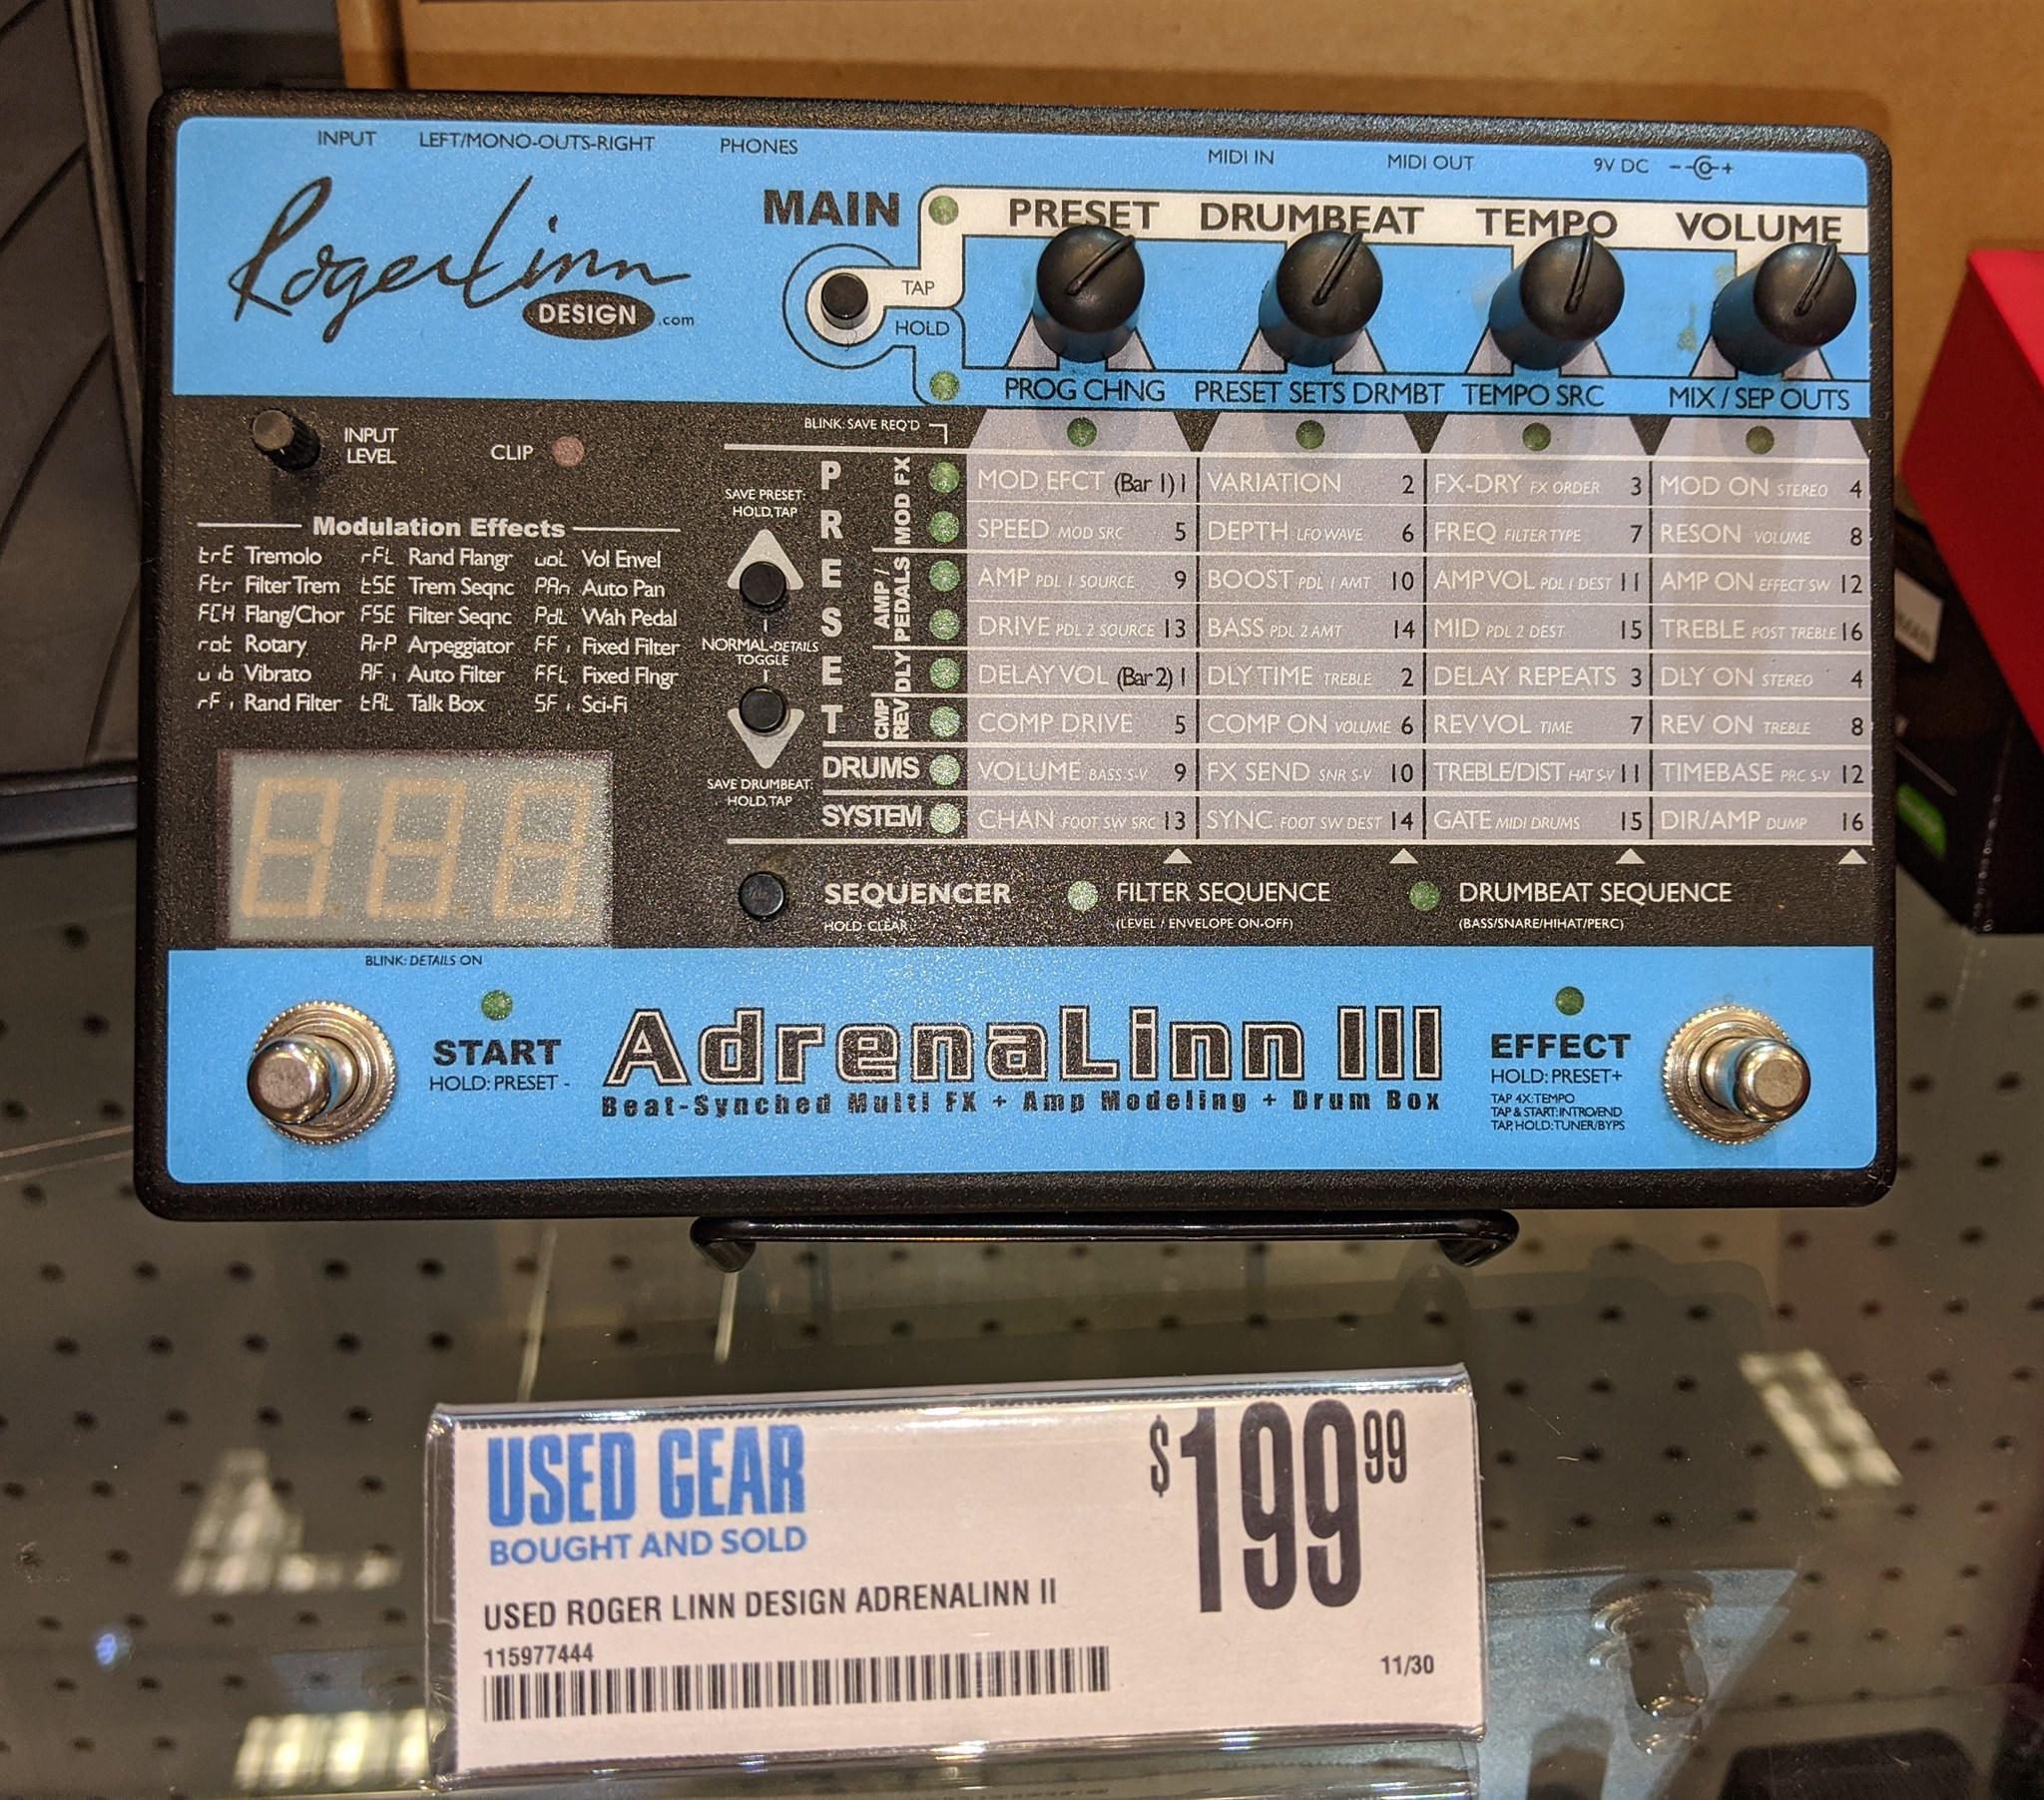 INPUT LEFT/MONO-OUTS-RIGHT PHONES MIDI IN MIDI OUT 9V DC
Roger Linn
DESIGN .com
MAIN PRESET DRUMBEAT TEMPO VOLUME
TAP
HOLD
PROG CHNG PRESET SETS DRMBT TEMPO SRC MIX / SEP OUTS
INPUT LEVEL
CLIP
BLINK: SAVE REQ'D
SAVE PRESET:
HOLD, TAP
NORMAL-DETAILS
TOGGLE
SAVE DRUMBEAT:
HOLD, TAP
Modulation Effects
trE Tremolo rFL Rand Flangr voL Vol Envel
Ftr Filter Trem tSE Trem Seqnc PAn Auto Pan
FCH Flang/Chor FSE Filter Seqnc PdL Wah Pedal
rot Rotary ArP Arpeggiator FFi Fixed Filter
vib Vibrato AFi Auto Filter FFL Fixed Flngr
rFi Rand Filter tAL Talk Box SFi Sci-Fi
PRESET
MOD FX
AMP / PEDALS
DLY
CMP REV
MOD EFCT (Bar 1) 1 VARIATION 2 FX-DRY FX ORDER 3 MOD ON STEREO 4
SPEED MOD SRC 5 DEPTH LFO WAVE 6 FREQ FILTER TYPE 7 RESON VOLUME 8
AMP PDL 1 SOURCE 9 BOOST PDL 1 AMT 10 AMP VOL PDL 1 DEST 11 AMP ON EFFECT SW 12
DRIVE PDL 2 SOURCE 13 BASS PDL 2 AMT 14 MID PDL 2 DEST 15 TREBLE POST TREBLE 16
DELAY VOL (Bar 2) 1 DLY TIME TREBLE 2 DELAY REPEATS 3 DLY ON STEREO 4
COMP DRIVE 5 COMP ON VOLUME 6 REV VOL TIME 7 REV ON TREBLE 8
DRUMS VOLUME BASS S-V 9 FX SEND SNR S-V 10 TREBLE/DIST HAT S-V 11 TIMEBASE PRC S-V 12
SYSTEM CHAN FOOT SW SRC 13 SYNC FOOT SW DEST 14 GATE MIDI DRUMS 15 DIR/AMP DUMP 16
SEQUENCER FILTER SEQUENCE DRUMBEAT SEQUENCE
HOLD CLEAR (LEVEL / ENVELOPE ON-OFF) (BASS/SNARE/HIHAT/PERC)
BLINK: DETAILS ON
START
HOLD: PRESET -
AdrenaLinn III
Beat-Synched Multi FX + Amp Modeling + Drum Box
EFFECT
HOLD: PRESET+
TAP 4X: TEMPO
TAP & START: INTRO/END
TAP, HOLD: TUNER/BYPS
USED GEAR
BOUGHT AND SOLD
$199 99
USED ROGER LINN DESIGN ADRENALINN II
115977444
11/30